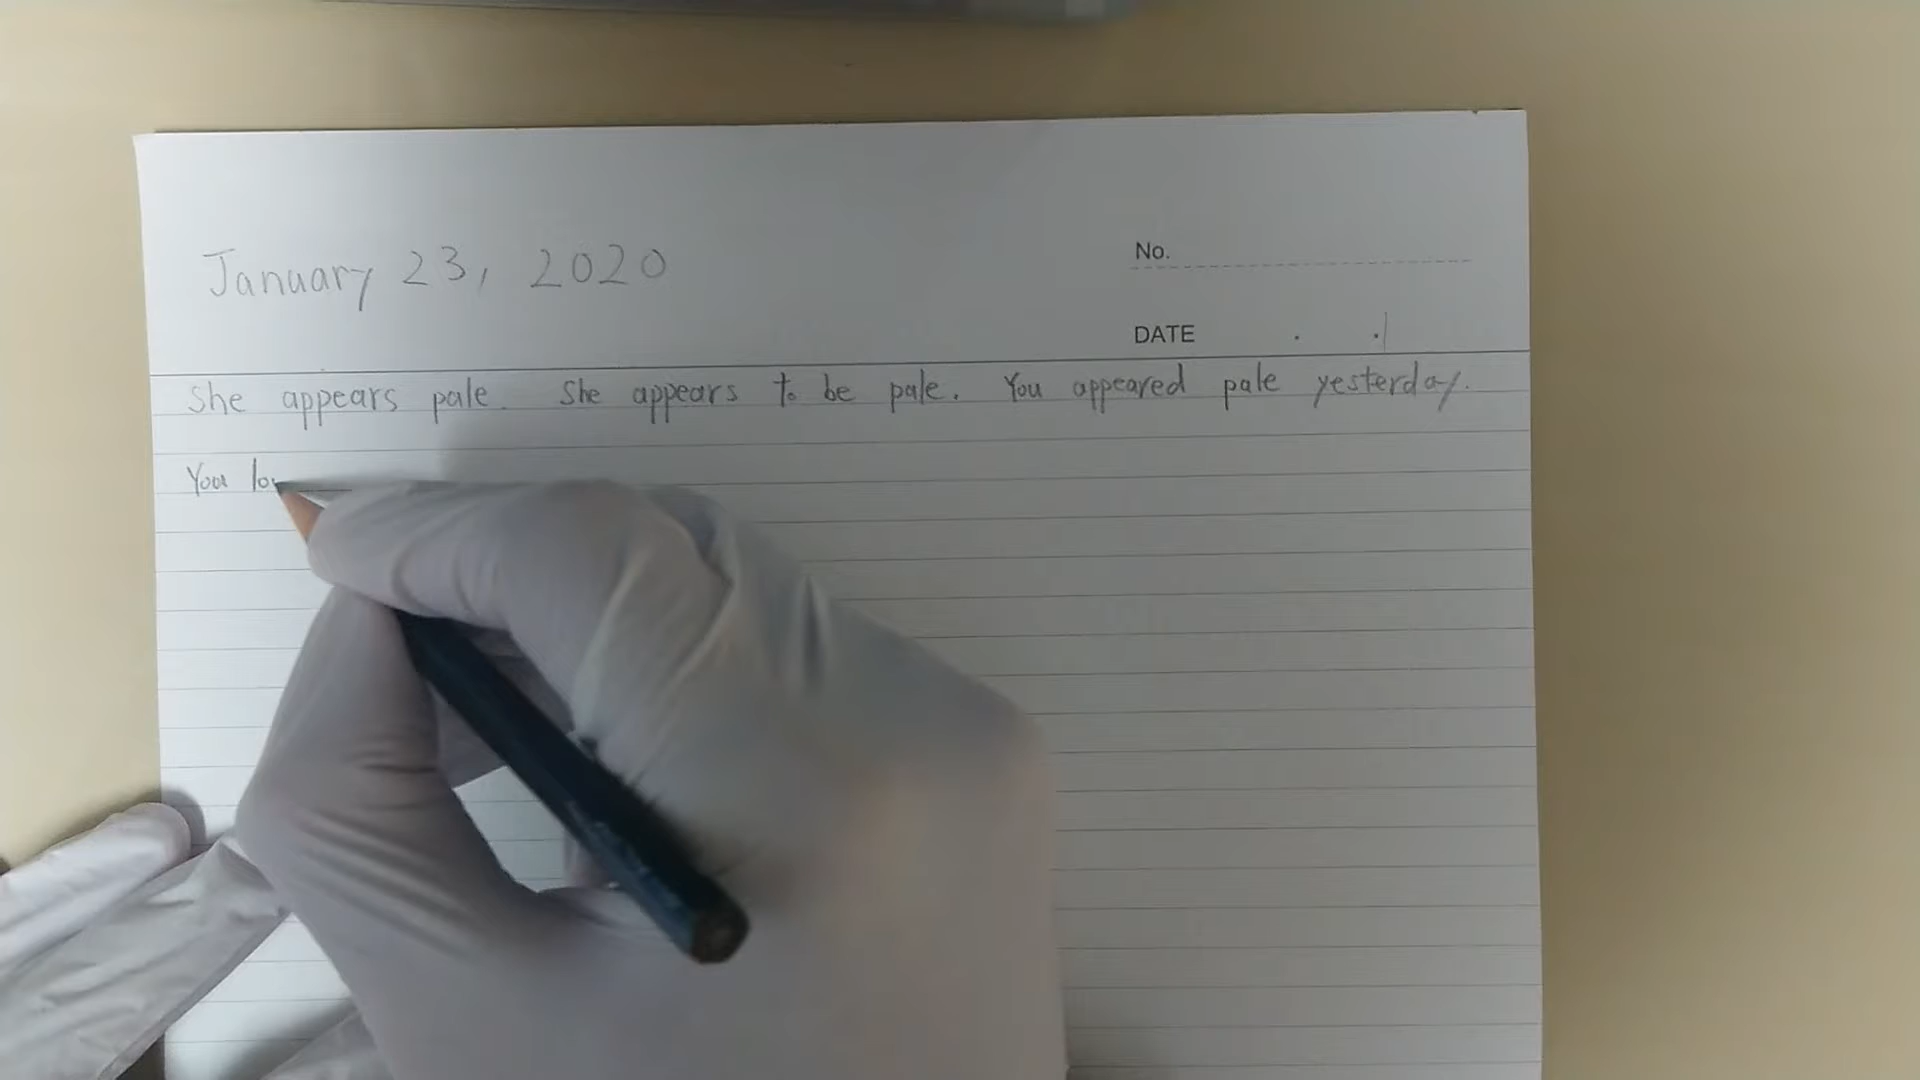 January 23, 2020
No.
DATE . .
She appears pale. She appears to be pale. You appeared pale yesterday.
You